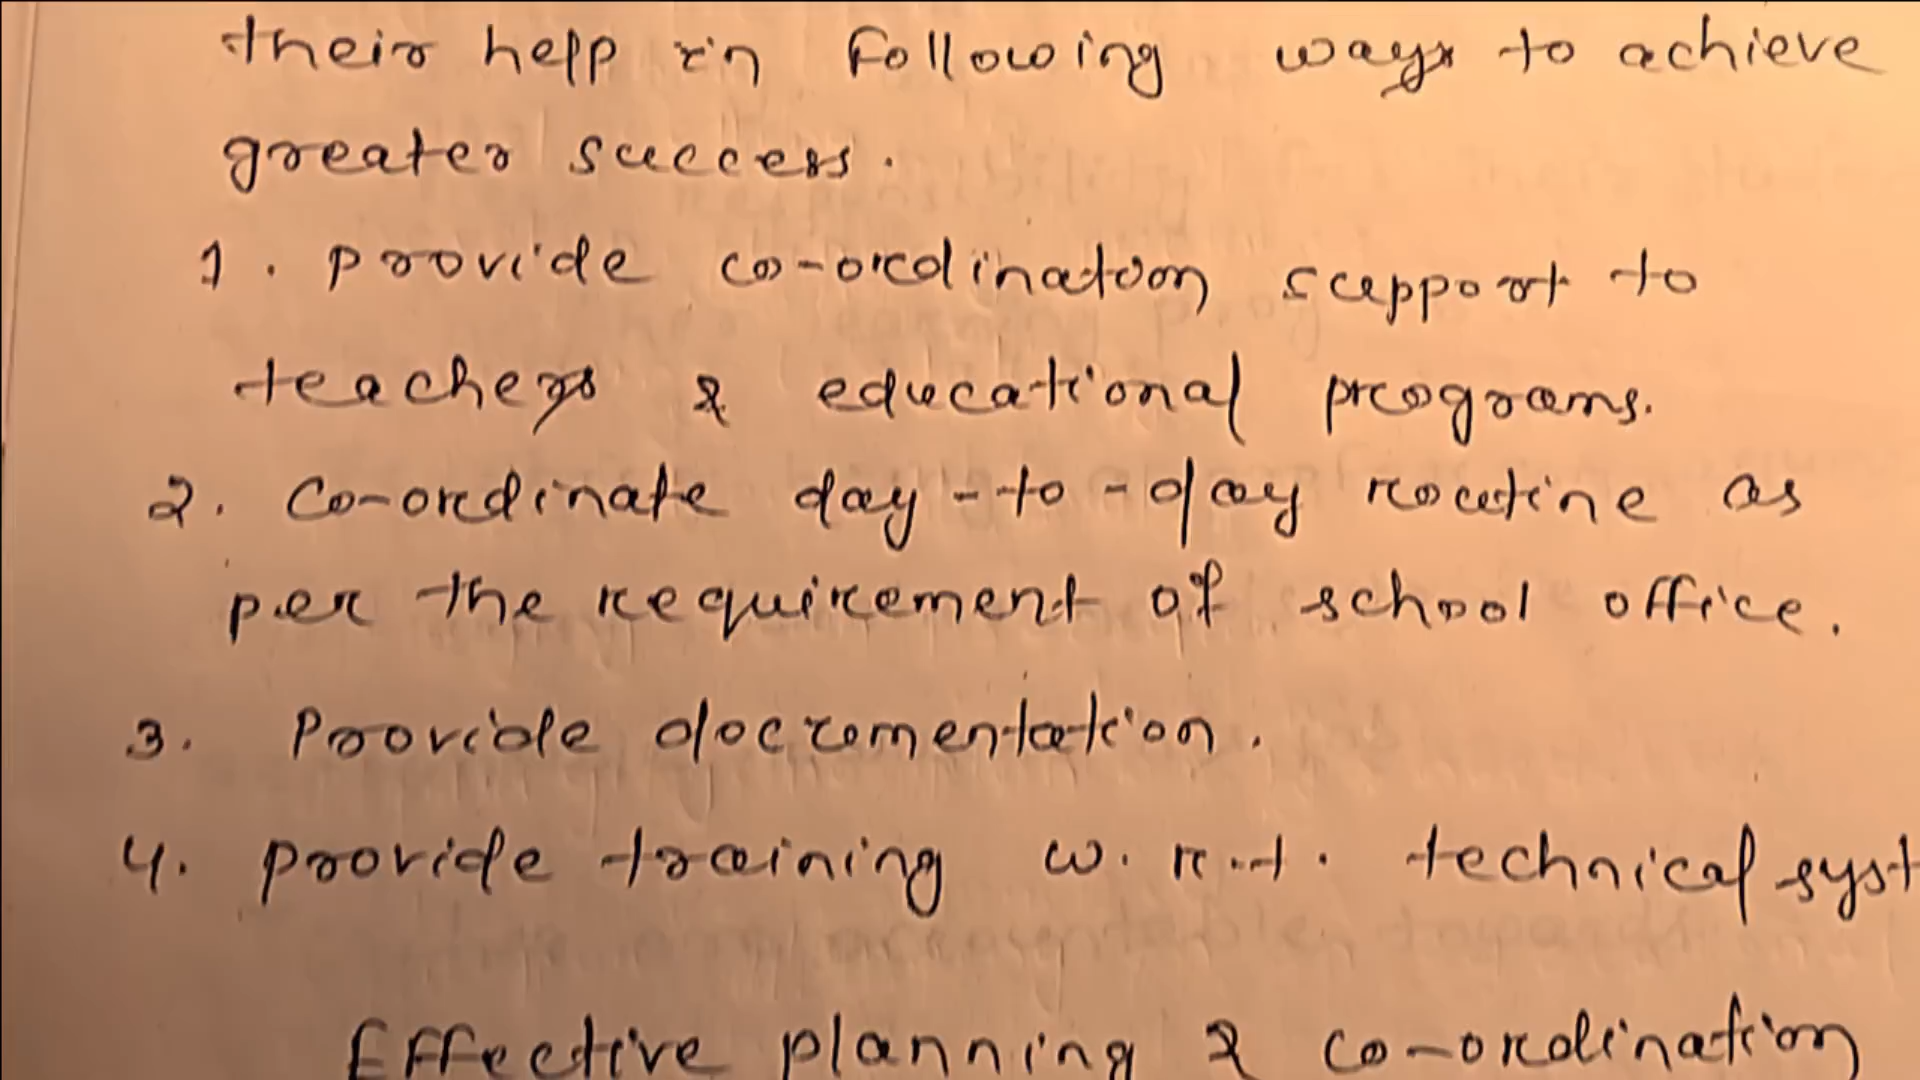 their help in following ways to achieve
greater success.
1. provide co-ordination support to
teachers & educational programs.
2. Co-ordinate day-to-day routine as
per the requirement of school office.
3. Provide documentation.
4. provide training w.r.t. technical syst
Effective planning & co-ordination